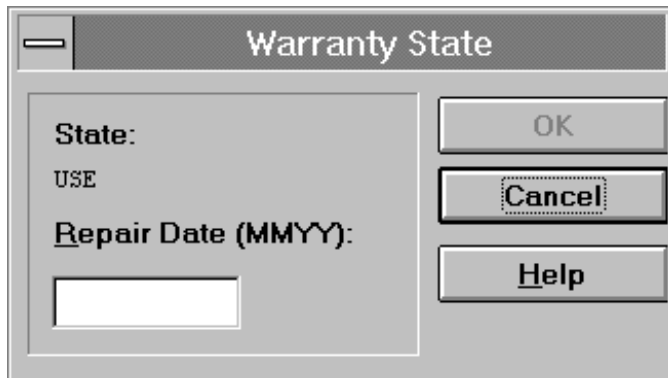 Warranty State
State:
USE
Repair Date (MMYY):
OK
Cancel
Help